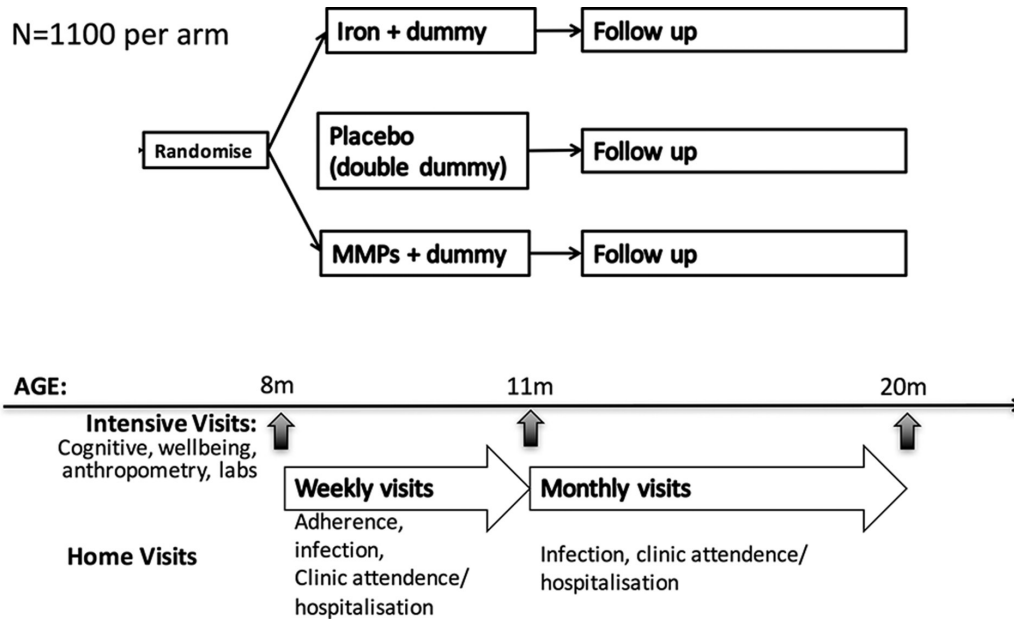 N=1100 per arm
Iron + dummy
Follow up
Randomise
Placebo
(double dummy)
Follow up
MMPs + dummy
Follow up
AGE:
8m
11m
20m
Intensive Visits:
Cognitive, wellbeing,
anthropometry, labs
Weekly visits
Monthly visits
Home Visits
Adherence,
infection,
Clinic attendence/
hospitalisation
Infection, clinic attendence/
hospitalisation